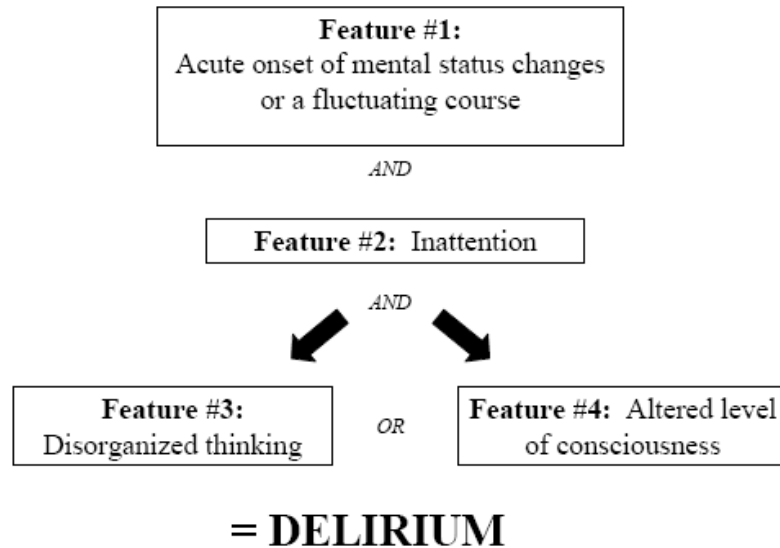 Feature #1:
Acute onset of mental status changes
or a fluctuating course
AND
Feature #2: Inattention
AND
Feature #3:
Disorganized thinking
OR
Feature #4: Altered level
of consciousness
= DELIRIUM